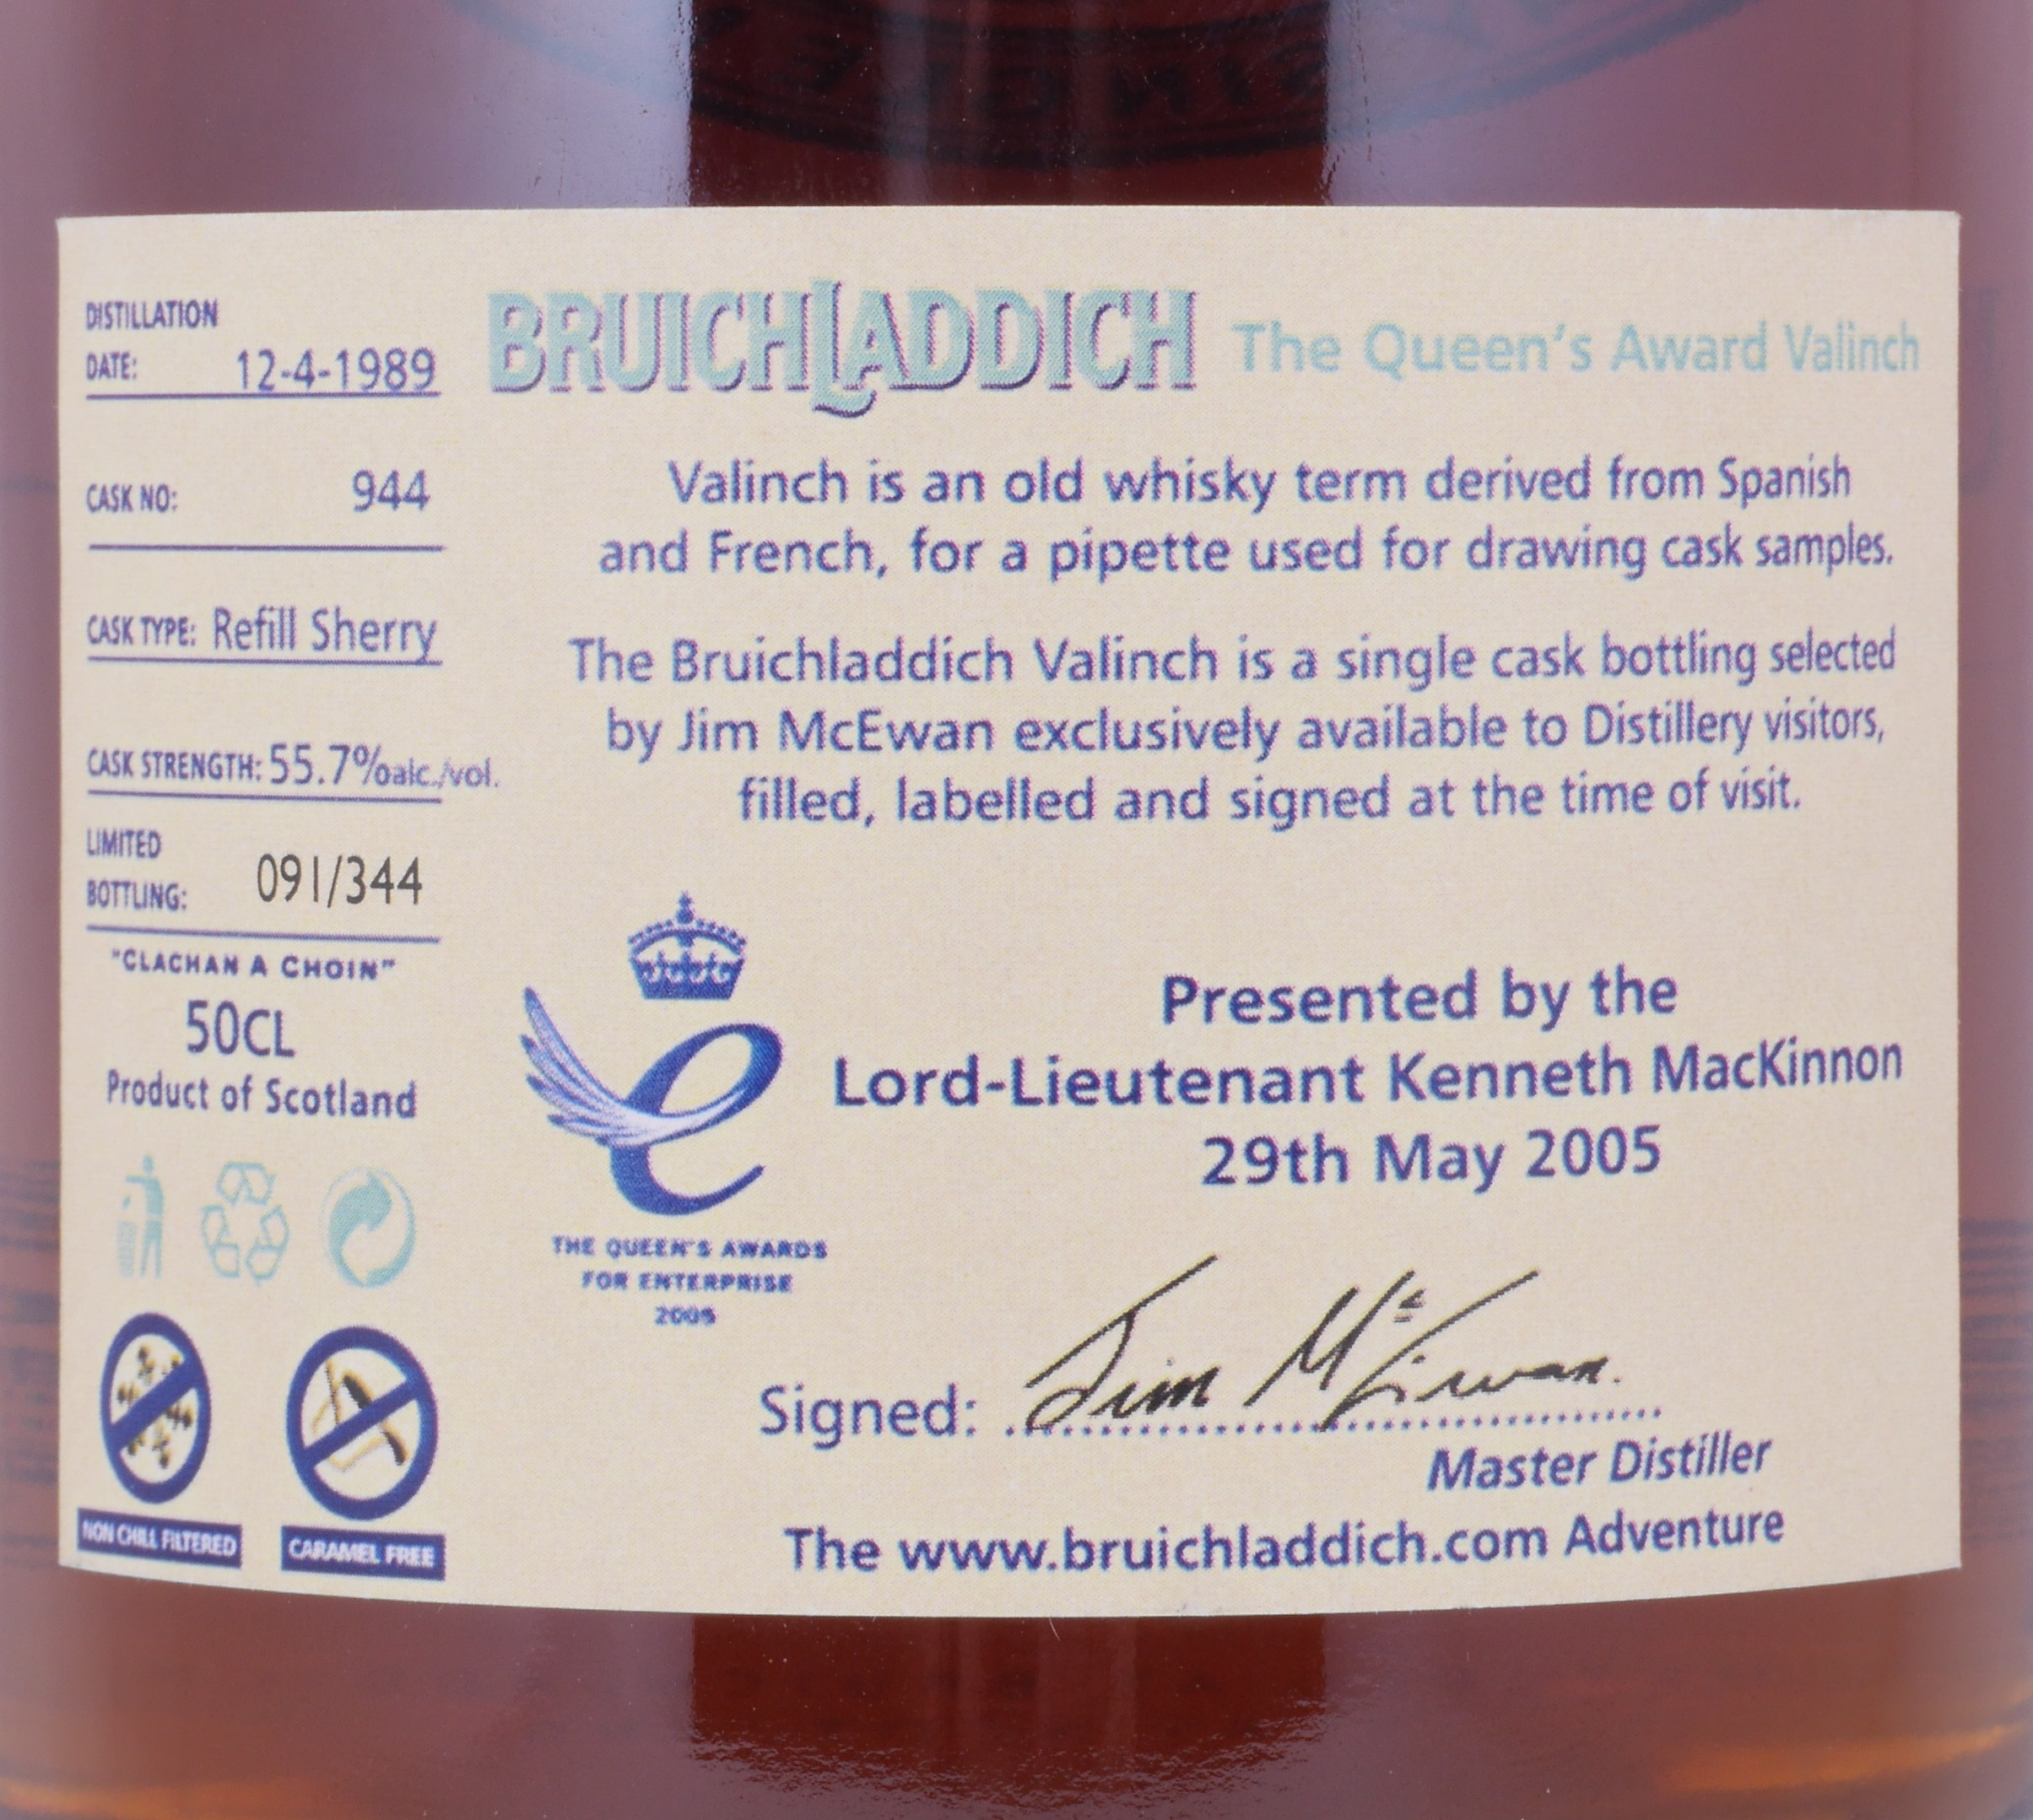 DISTILLATION
DATE: 12-4-1989
CASK NO: 944
CASK TYPE: Refill Sherry
CASK STRENGTH: 55.7%alc./vol.
LIMITED
BOTTLING: 091/344
"CLACHAN A CHOIN"
50CL
Product of Scotland
NON CHILL FILTERED
CARAMEL FREE
BRUICHLADDICH The Queen's Award Valinch
Valinch is an old whisky term derived from Spanish
and French, for a pipette used for drawing cask samples.
The Bruichladdich Valinch is a single cask bottling selected
by Jim McEwan exclusively available to Distillery visitors,
filled, labelled and signed at the time of visit.
THE QUEEN'S AWARDS
FOR ENTERPRISE
2005
Presented by the
Lord-Lieutenant Kenneth MacKinnon
29th May 2005
Signed: Jim McEwan.
Master Distiller
The www.bruichladdich.com Adventure